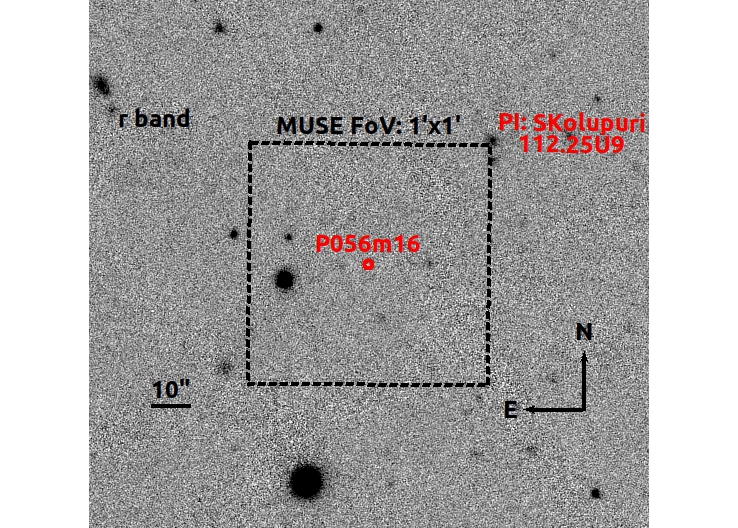 r band
MUSE FoV: 1'x1'
PI: SKolupuri
112.25U9
P056m16
N
10"
E